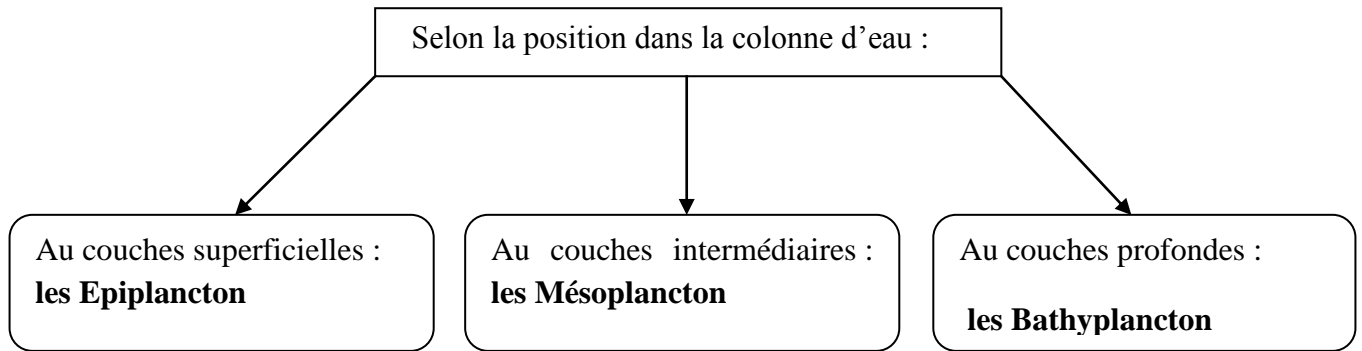 Selon la position dans la colonne d’eau :
Au couches superficielles :
les Epiplancton
Au couches intermédiaires :
les Mésoplancton
Au couches profondes :
les Bathyplancton